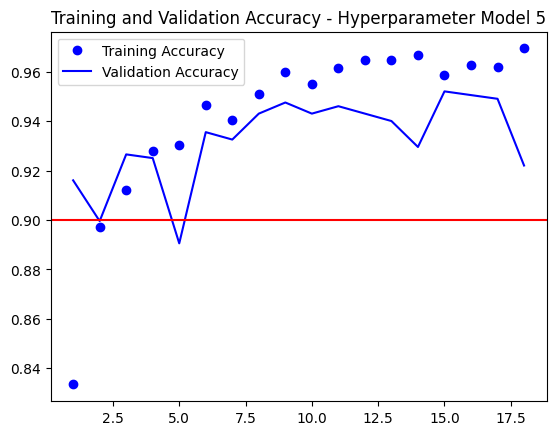 Training and Validation Accuracy - Hyperparameter Model 5
Training Accuracy
Validation Accuracy
0.96
0.94
0.92
0.90
0.88
0.86
0.84
2.5 5.0 7.5 10.0 12.5 15.0 17.5